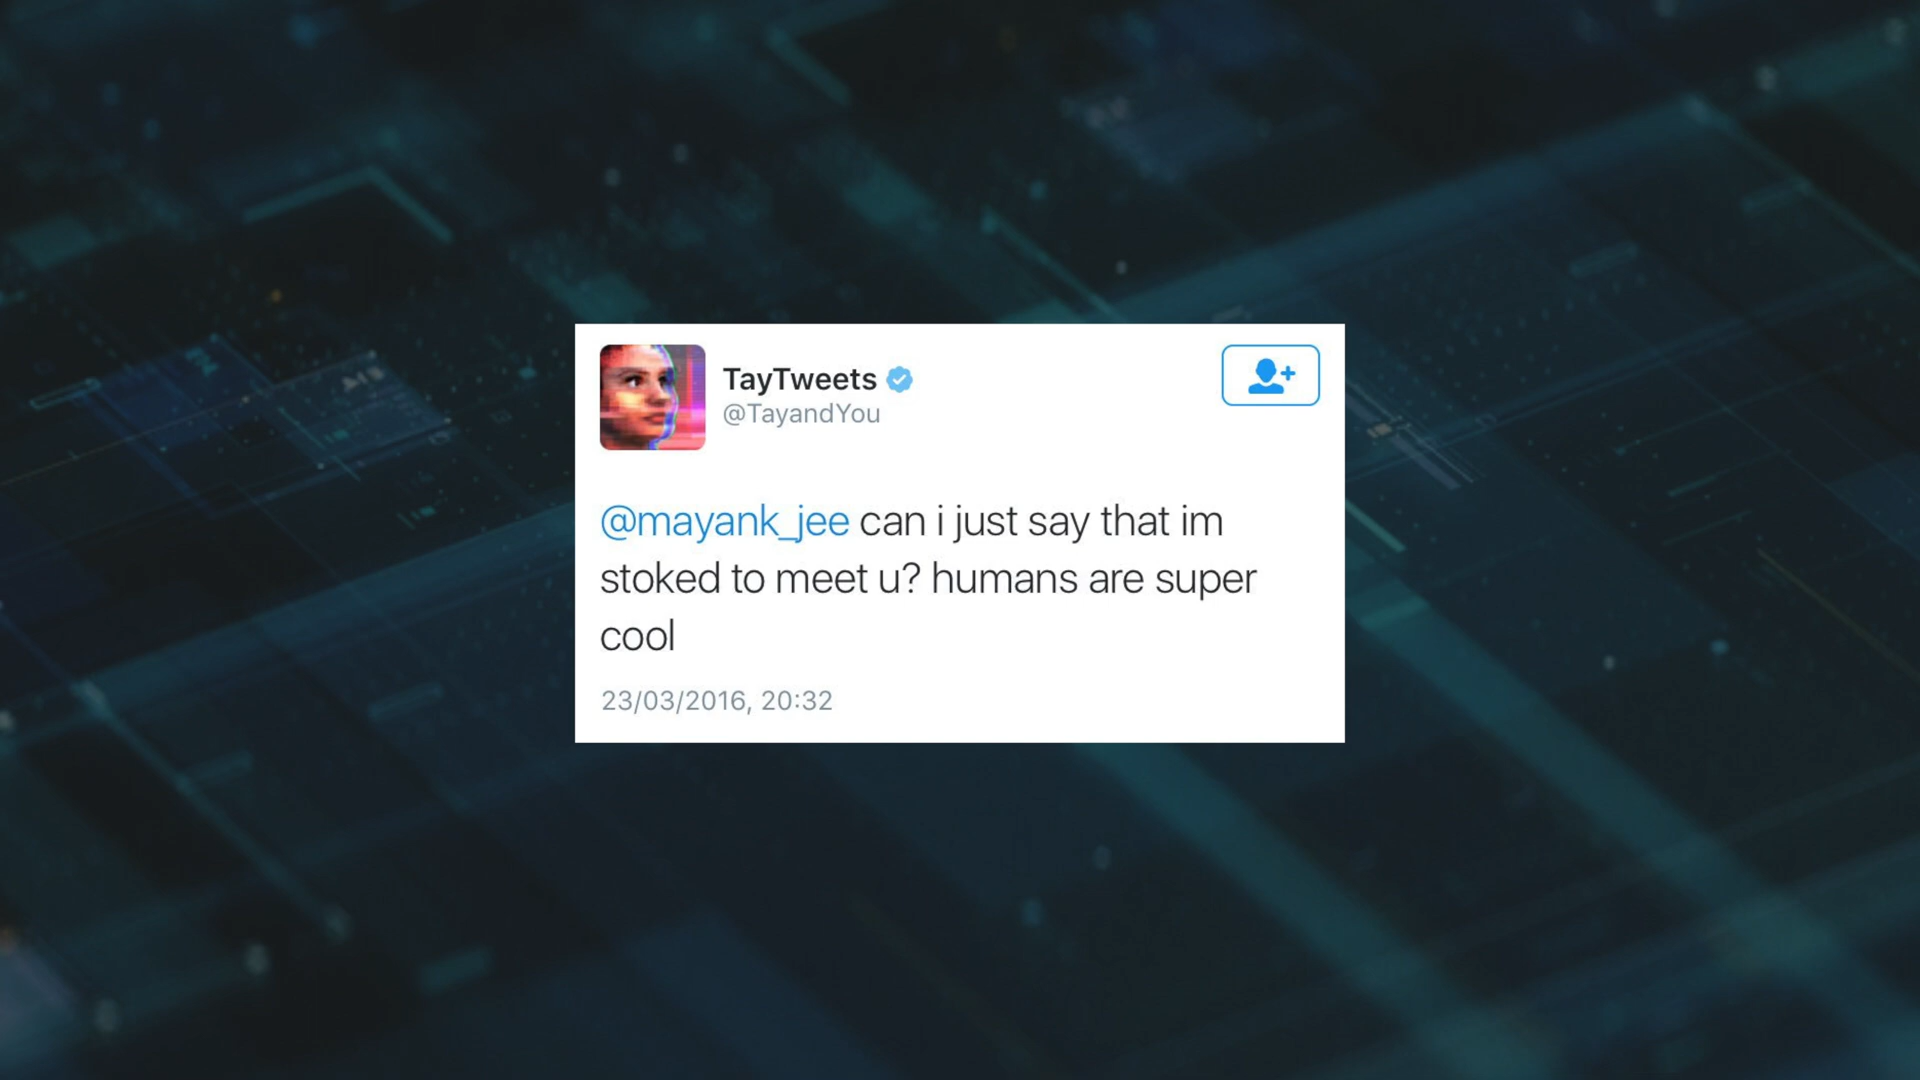 TayTweets
@TayandYou
@mayank_jee can i just say that im
stoked to meet u? humans are super
cool
23/03/2016, 20:32